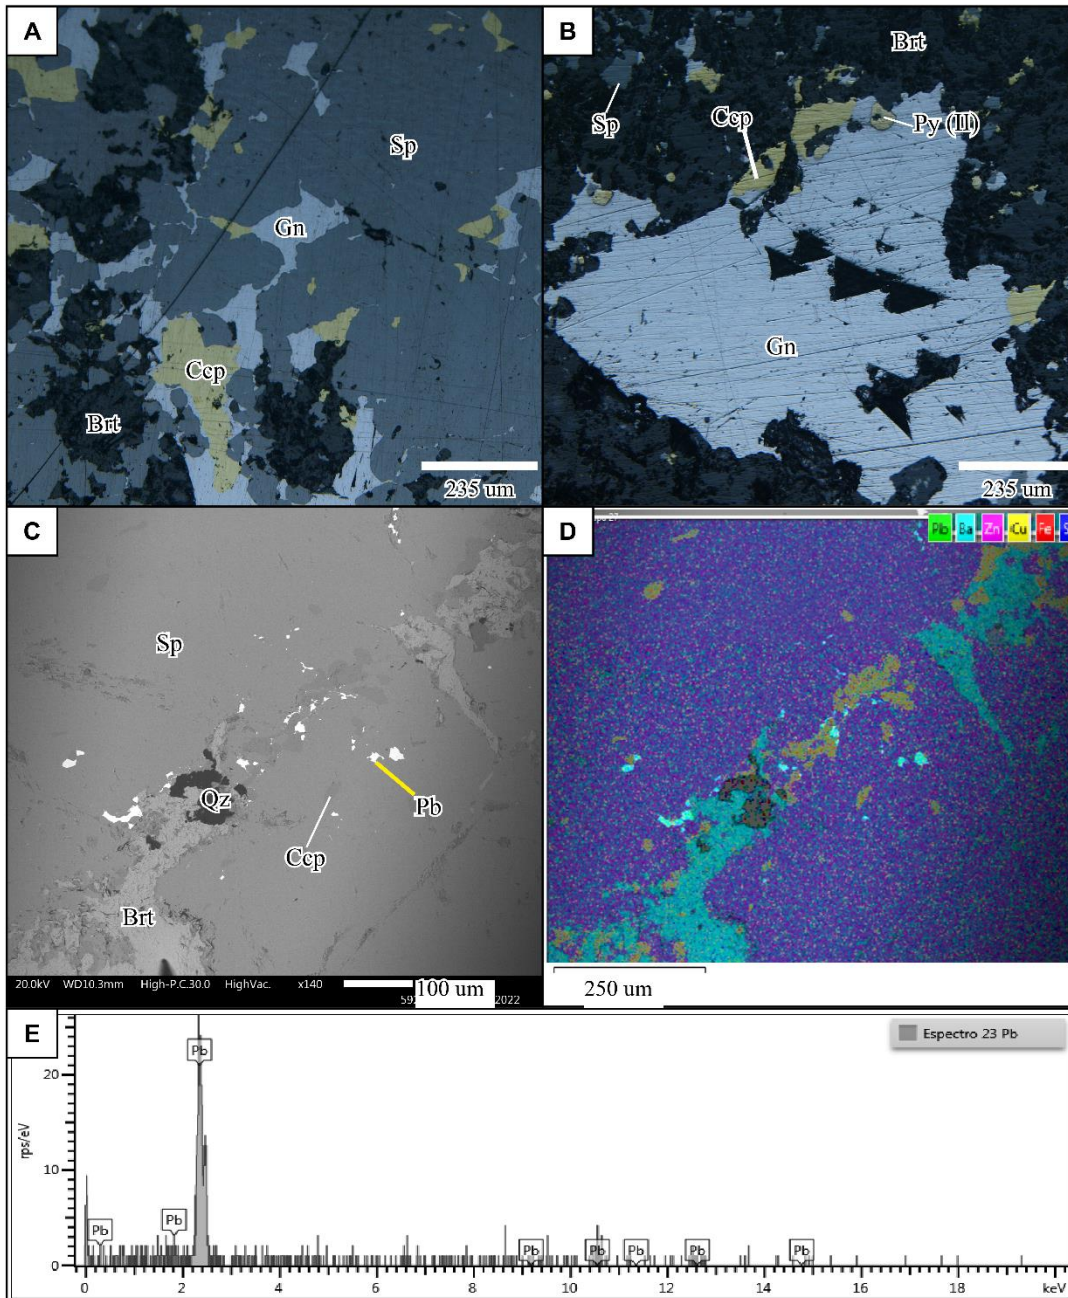 A
Sp
Gn
Ccp
Brt
235 um
B
Brt
Sp
Ccp
Py (II)
Gn
235 um
C
Sp
Qz
Pb
Ccp
Brt
20.0kV WD10.3mm High-P.C.30.0 HighVac. x140 100 um
2022
D
Pb Ba Zn Cu Fe
250 um
E
Espectro 23 Pb
Pb
Pb
Pb
Pb
Pb
Pb
Pb
Pb
rps/eV
20
10
0
0 2 4 6 8 10 12 14 16 18 keV